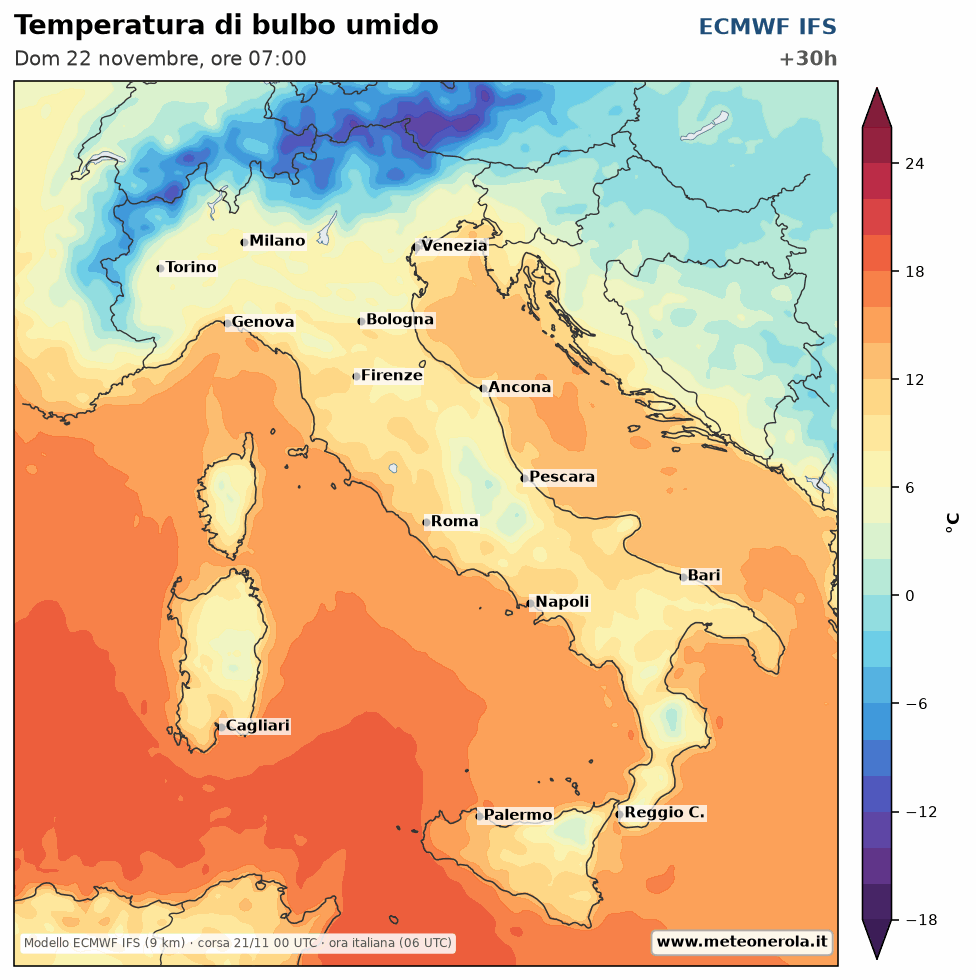 Temperatura di bulbo umido
ECMWF IFS
Dom 22 novembre, ore 07:00
+30h
Milano
Venezia
Torino
Genova
Bologna
Firenze
Ancona
Pescara
Roma
Bari
Napoli
Cagliari
Palermo
Reggio C.
24
18
12
6
0
−6
−12
−18
°C
Modello ECMWF IFS (9 km) · corsa 21/11 00 UTC · ora italiana (06 UTC)
www.meteonerola.it